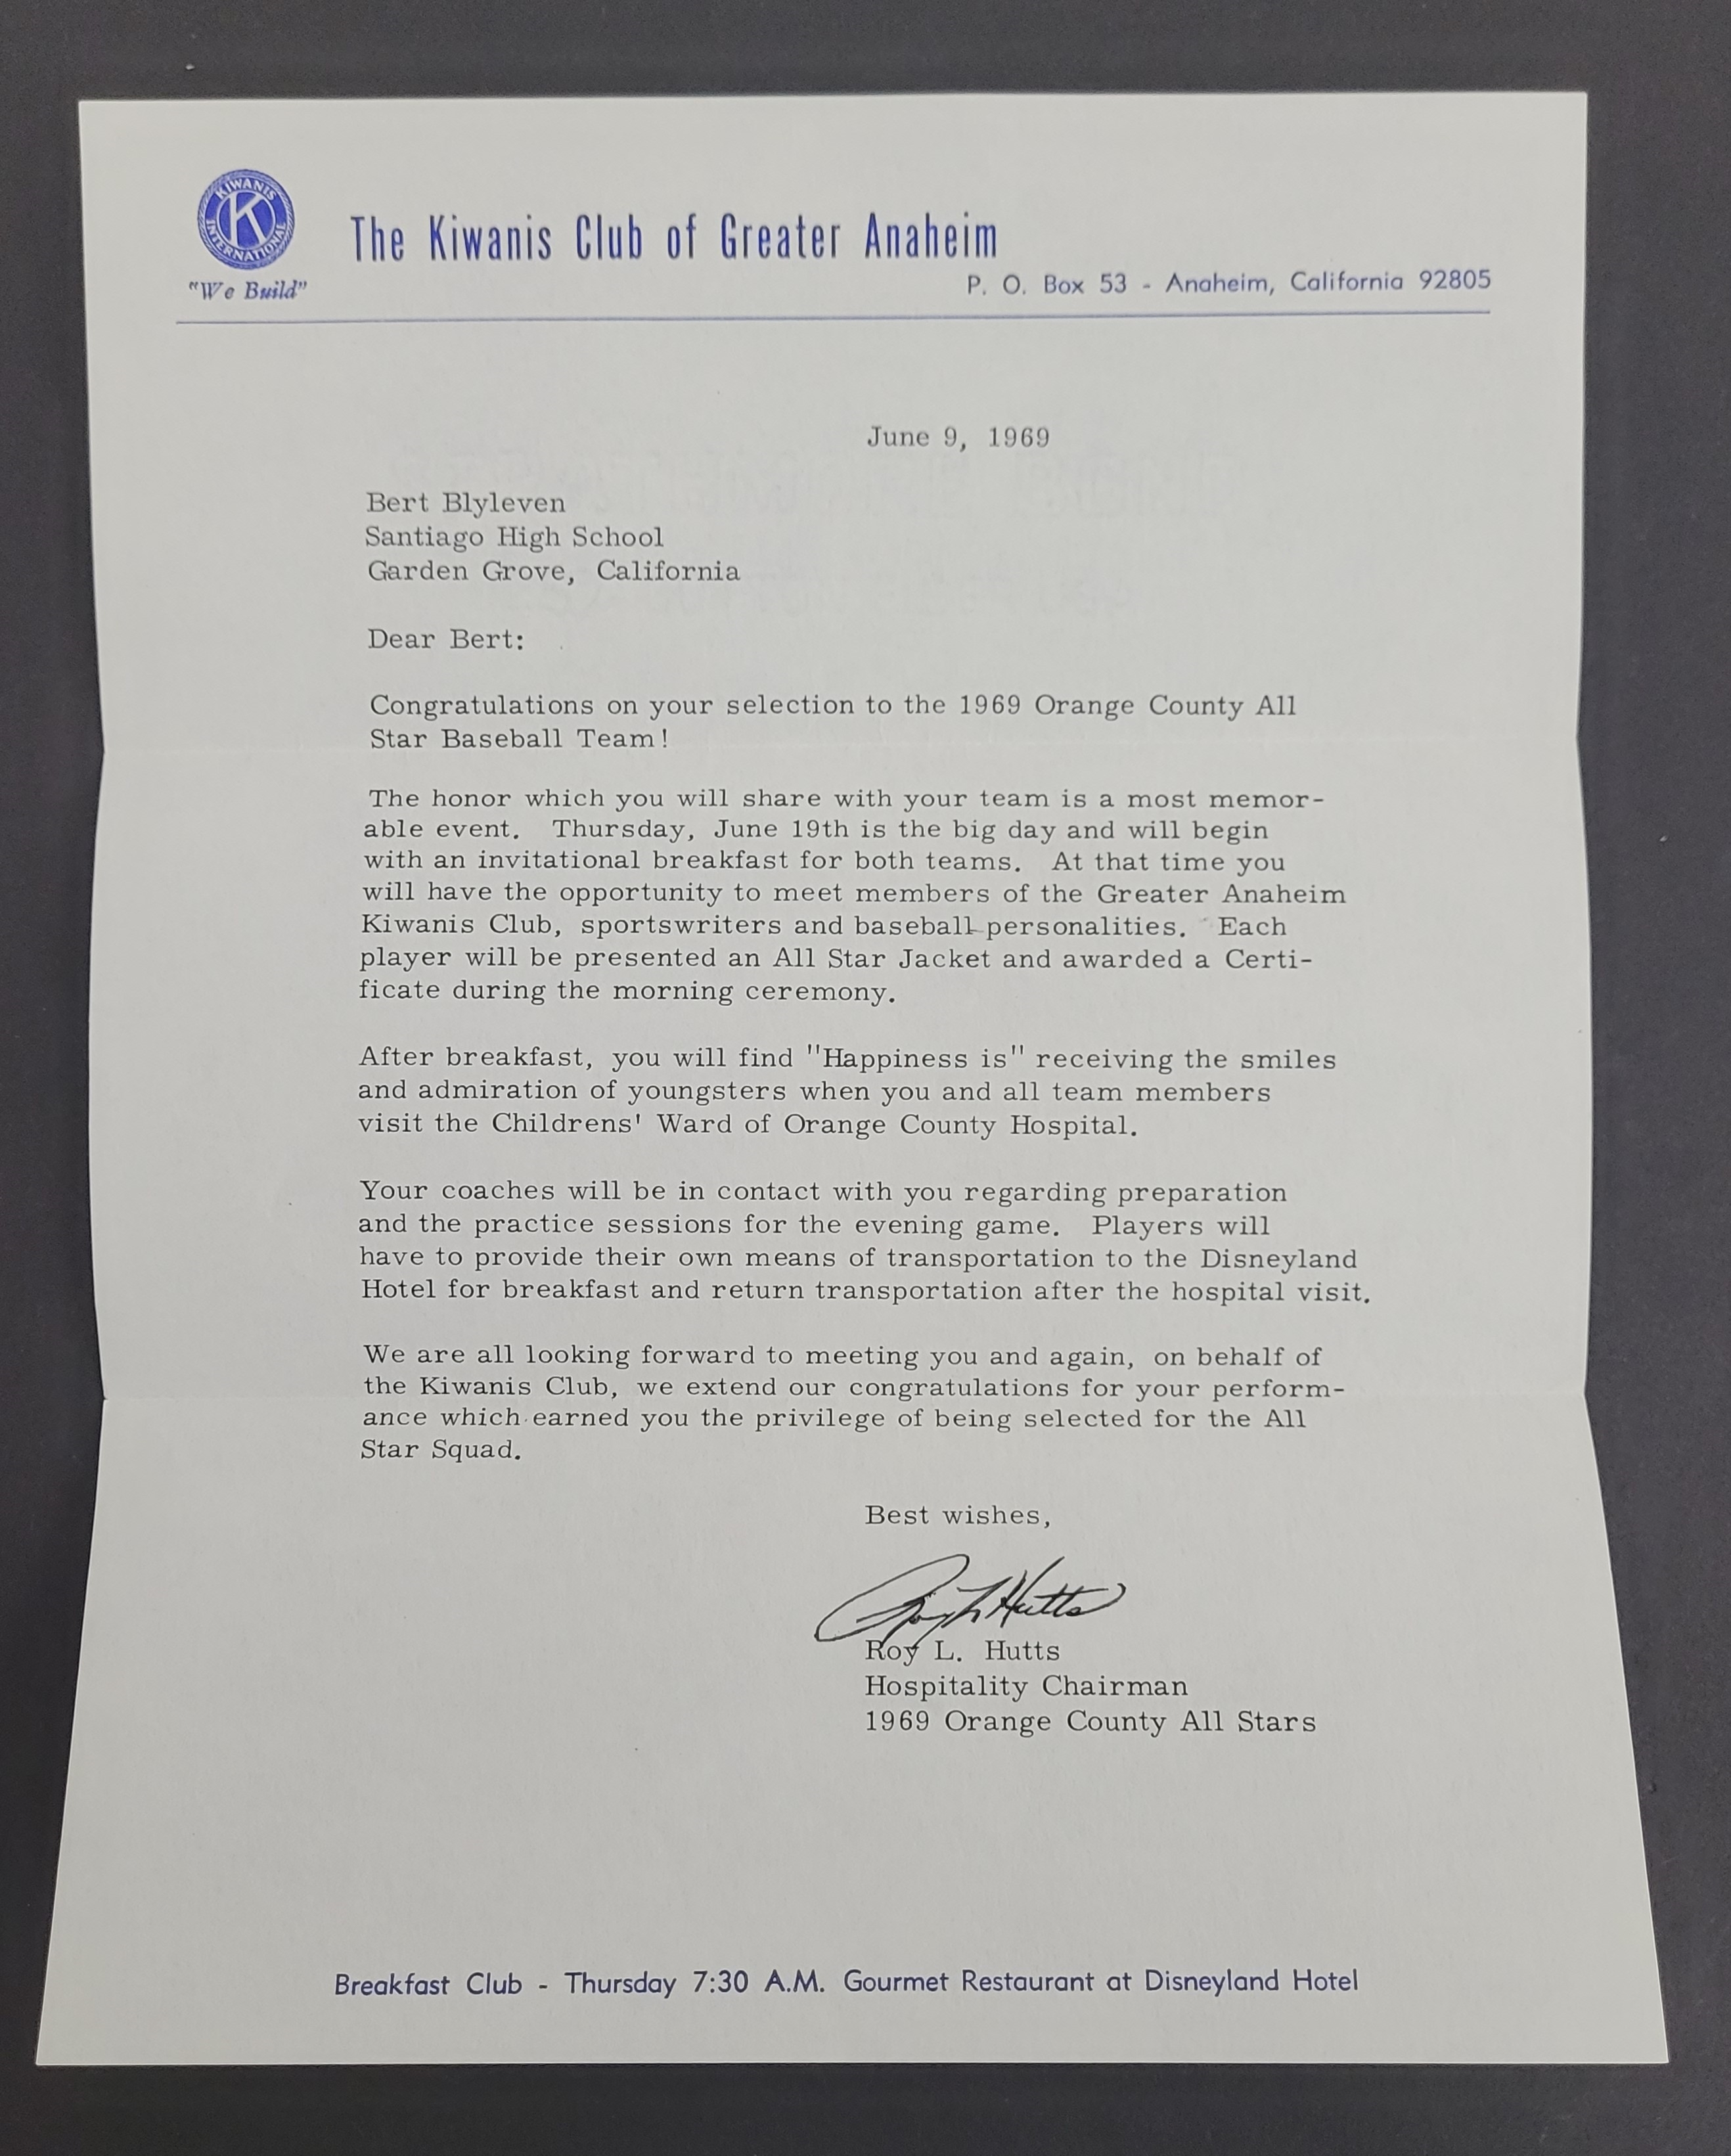 KIWANIS
K
INTERNATIONAL
"We Build"
The Kiwanis Club of Greater Anaheim
P. O. Box 53 - Anaheim, California 92805
June 9, 1969
Bert Blyleven
Santiago High School
Garden Grove, California
Dear Bert:
Congratulations on your selection to the 1969 Orange County All
Star Baseball Team!
The honor which you will share with your team is a most memor-
able event. Thursday, June 19th is the big day and will begin
with an invitational breakfast for both teams. At that time you
will have the opportunity to meet members of the Greater Anaheim
Kiwanis Club, sportswriters and baseball personalities. Each
player will be presented an All Star Jacket and awarded a Certi-
ficate during the morning ceremony.
After breakfast, you will find "Happiness is" receiving the smiles
and admiration of youngsters when you and all team members
visit the Childrens' Ward of Orange County Hospital.
Your coaches will be in contact with you regarding preparation
and the practice sessions for the evening game. Players will
have to provide their own means of transportation to the Disneyland
Hotel for breakfast and return transportation after the hospital visit.
We are all looking forward to meeting you and again, on behalf of
the Kiwanis Club, we extend our congratulations for your perform-
ance which earned you the privilege of being selected for the All
Star Squad.
Best wishes,
Roy L Hutts
Roy L. Hutts
Hospitality Chairman
1969 Orange County All Stars
Breakfast Club - Thursday 7:30 A.M. Gourmet Restaurant at Disneyland Hotel